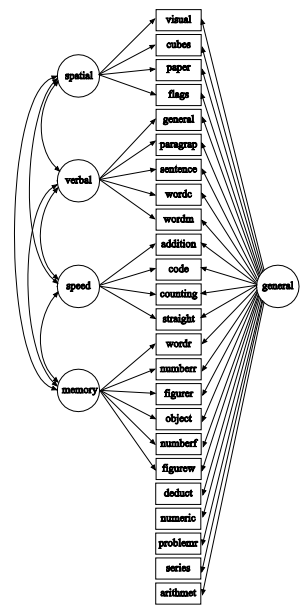 visual
cubes
paper
flags
general
paragrap
sentence
wordc
wordm
addition
code
counting
straight
wordr
numberr
figurer
object
numberf
figurew
deduct
numeric
problemr
series
arithmet
spatial
verbal
speed
memory
general